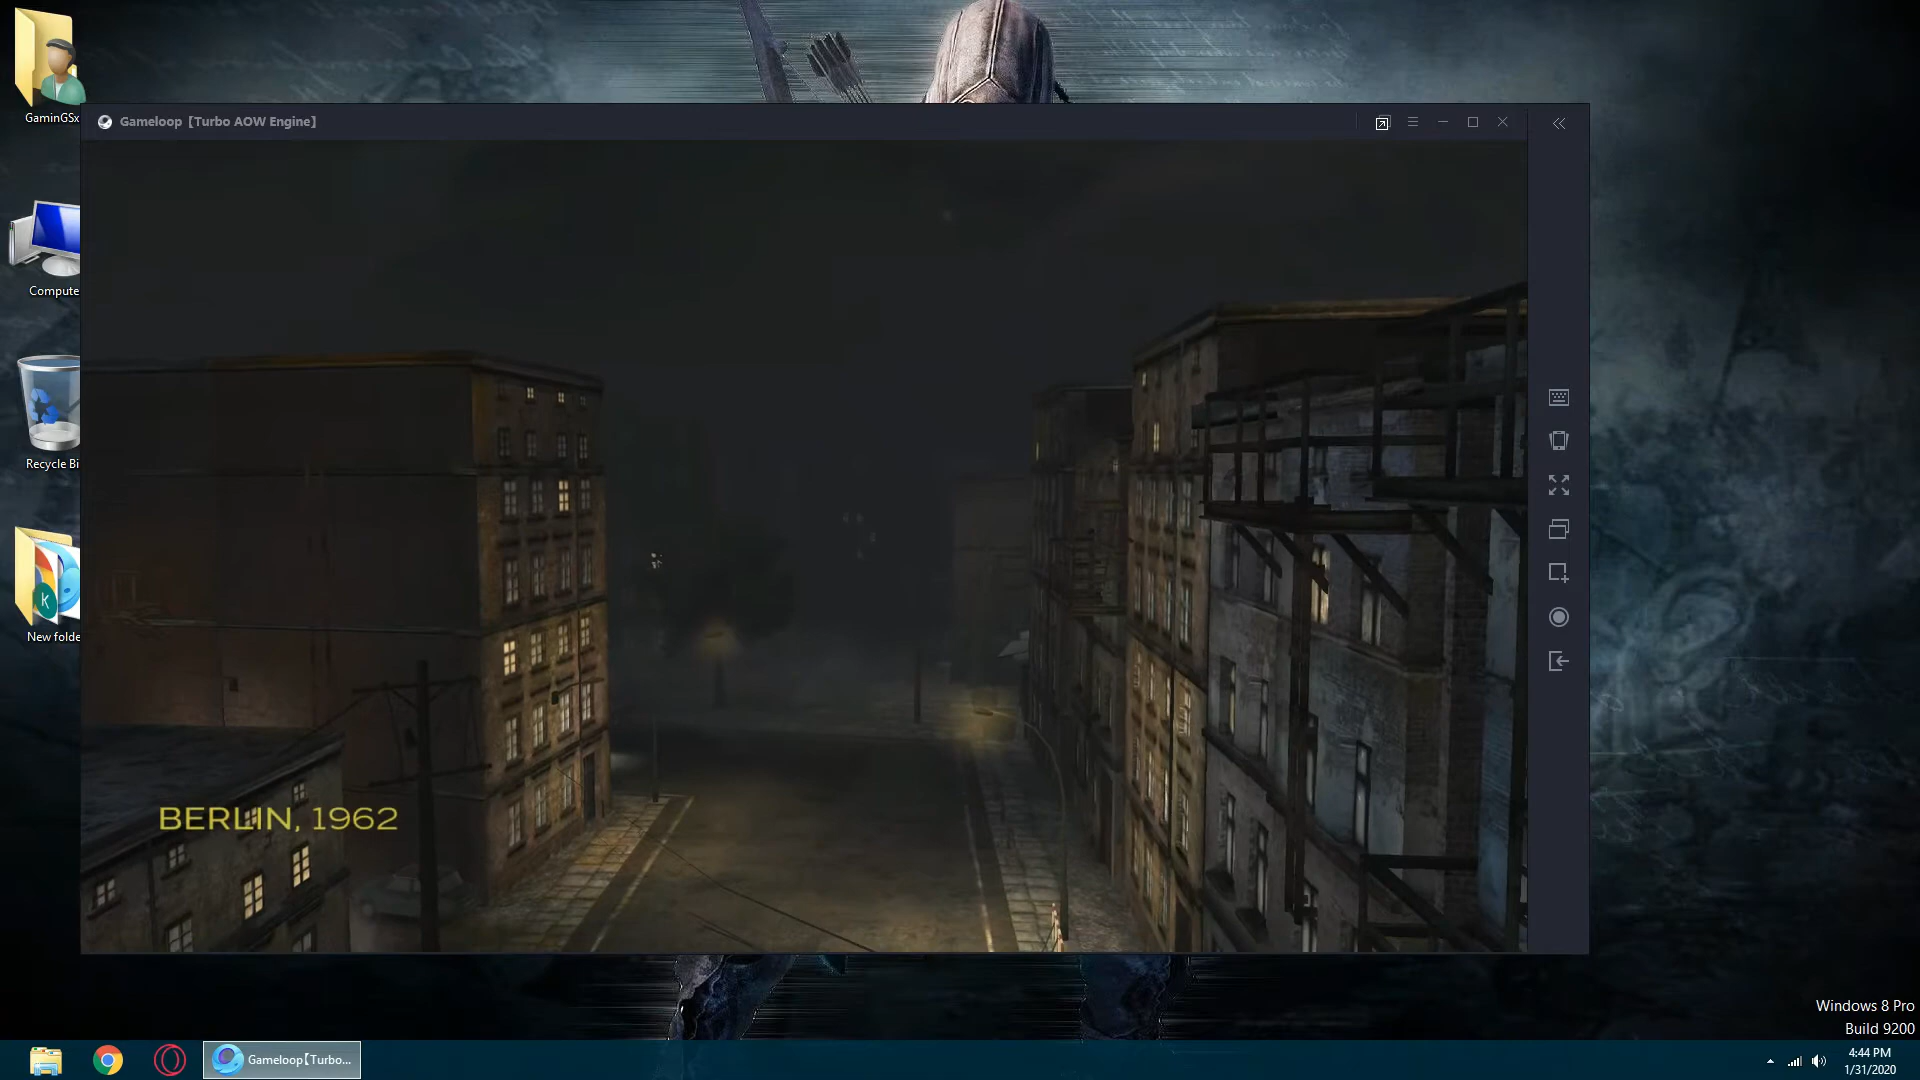 GaminGSx
Gameloop【Turbo AOW Engine】
Compute
Recycle Bi
New folde
K
BERLIN, 1962
Windows 8 Pro
Build 9200
Gameloop【Turbo...
4:44 PM
1/31/2020